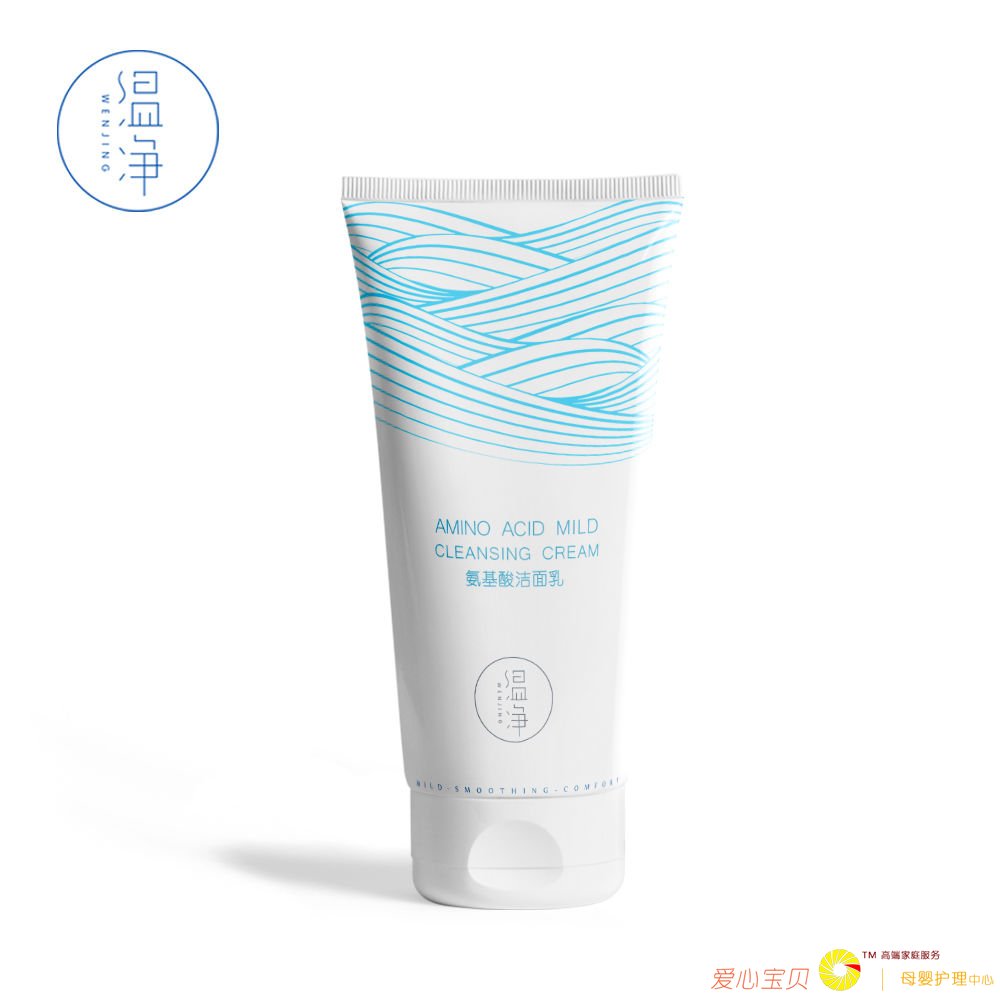 温净
WENJING
AMINO ACID MILD
CLEANSING CREAM
氨基酸洁面乳
温净
WENJING
MILD-SMOOTHING-COMFORT
爱心宝贝
TM 高端家庭服务
母婴护理中心